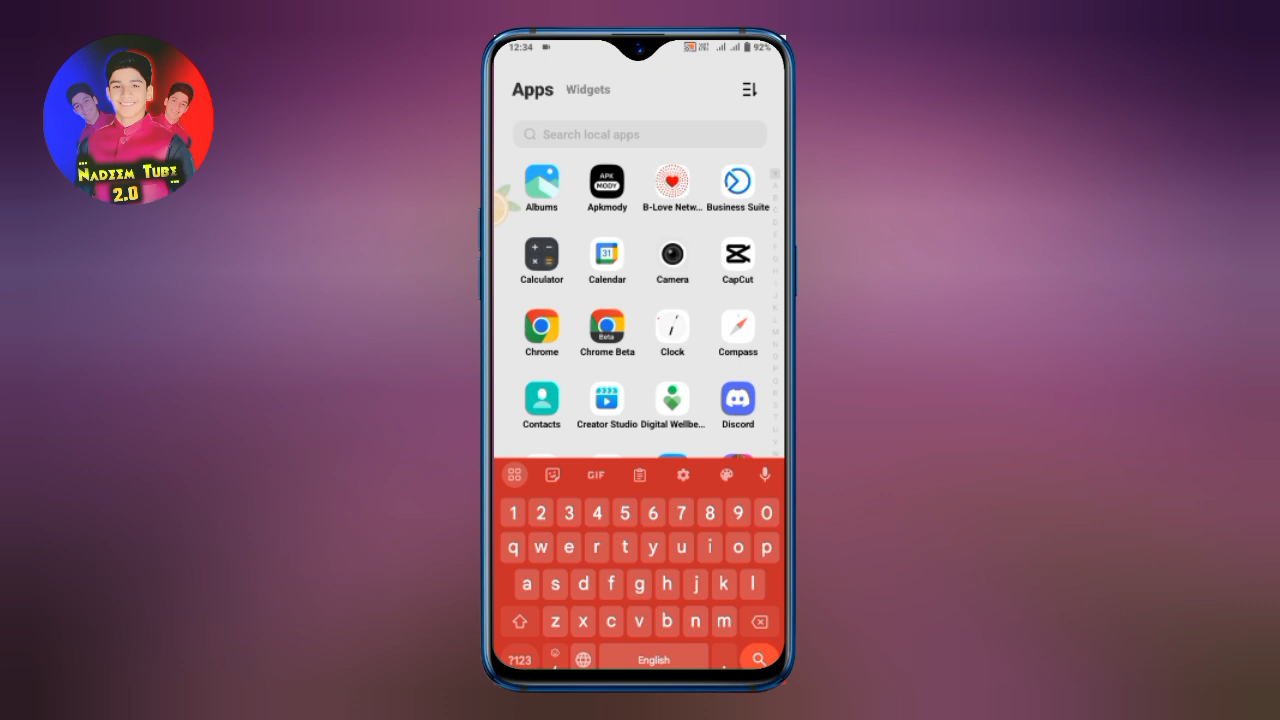 NADEEM TUBE
2.0
12:34 92%
Apps Widgets
Search local apps
Albums APK MODY Apkmody B-Love Netw... Business Suite
Calculator 31 Calendar Camera CapCut
Chrome Beta Chrome Beta Clock Compass
Contacts Creator Studio Digital Wellbe... Discord
GIF
1 2 3 4 5 6 7 8 9 0
q w e r t y u i o p
a s d f g h j k l
z x c v b n m
?123 , English .